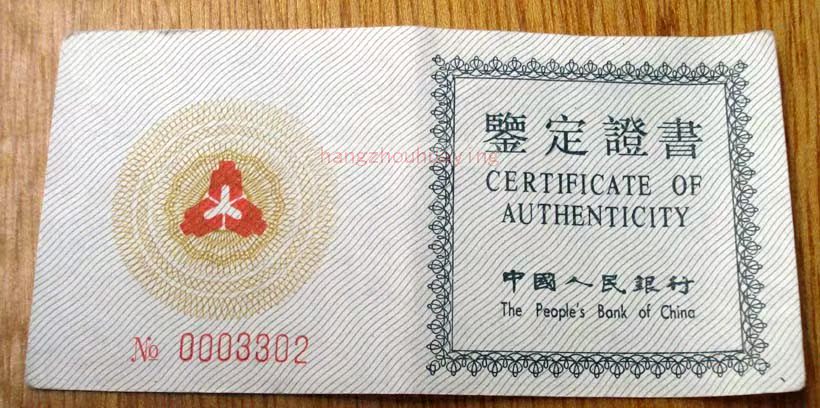 № 0003302
鑒定證書
CERTIFICATE OF
AUTHENTICITY
中國人民銀行
The People's Bank of China